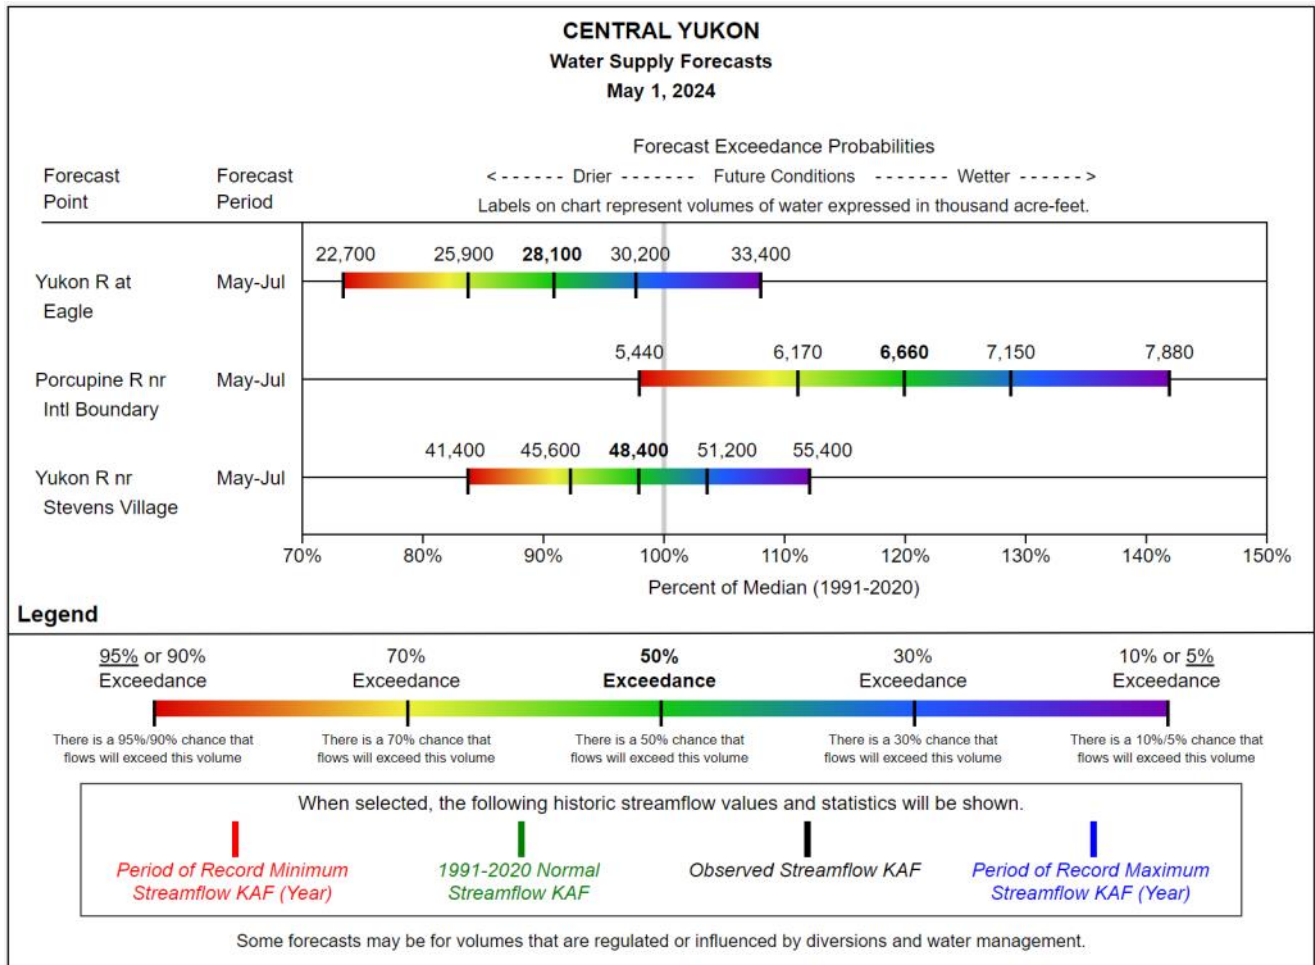 CENTRAL YUKON
Water Supply Forecasts
May 1, 2024
Forecast Exceedance Probabilities
Forecast Point
Forecast Period
<- - - - - - Drier - - - - - - - Future Conditions - - - - - - - Wetter - - - - - ->
Labels on chart represent volumes of water expressed in thousand acre-feet.
22,700 25,900 28,100 30,200 33,400
Yukon R at
Eagle
May-Jul
5,440 6,170 6,660 7,150 7,880
Porcupine R nr
Intl Boundary
May-Jul
41,400 45,600 48,400 51,200 55,400
Yukon R nr
Stevens Village
May-Jul
70% 80% 90% 100% 110% 120% 130% 140% 150%
Percent of Median (1991-2020)
Legend
95% or 90%
Exceedance
70%
Exceedance
50%
Exceedance
30%
Exceedance
10% or 5%
Exceedance
There is a 95%/90% chance that
flows will exceed this volume
There is a 70% chance that
flows will exceed this volume
There is a 50% chance that
flows will exceed this volume
There is a 30% chance that
flows will exceed this volume
There is a 10%/5% chance that
flows will exceed this volume
When selected, the following historic streamflow values and statistics will be shown.
Period of Record Minimum
Streamflow KAF (Year)
1991-2020 Normal
Streamflow KAF
Observed Streamflow KAF
Period of Record Maximum
Streamflow KAF (Year)
Some forecasts may be for volumes that are regulated or influenced by diversions and water management.